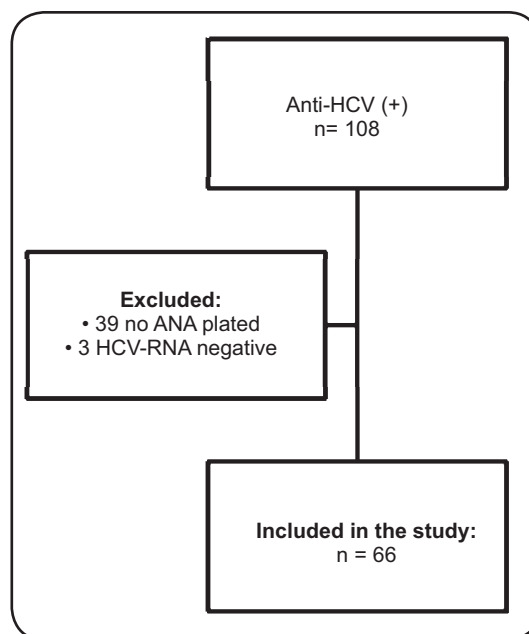 Anti-HCV (+)
n= 108
Excluded:
• 39 no ANA plated
• 3 HCV-RNA negative
Included in the study:
n = 66